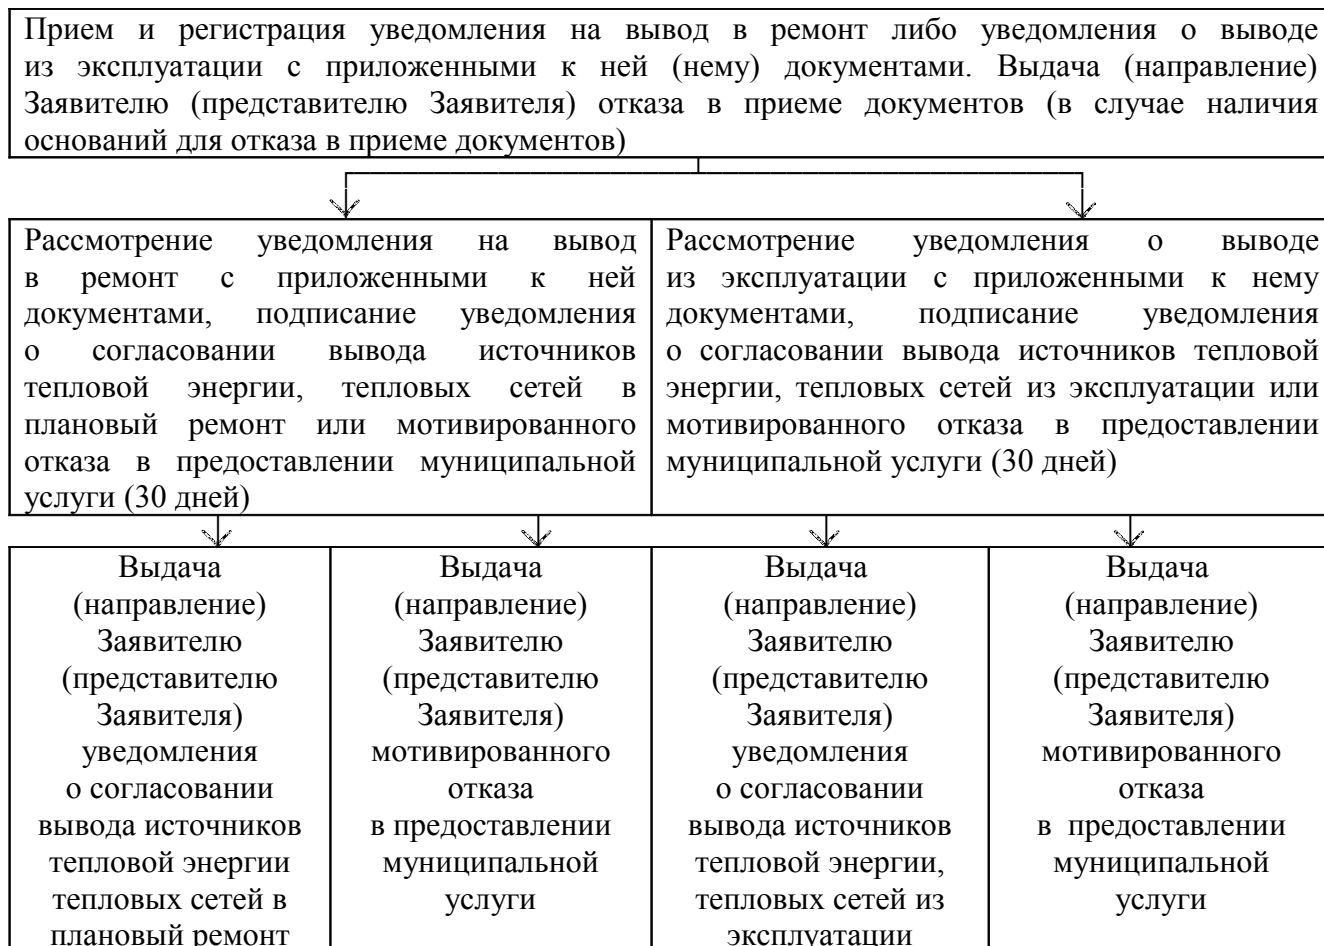 Прием и регистрация уведомления на вывод в ремонт либо уведомления о выводе
из эксплуатации с приложенными к ней (нему) документами. Выдача (направление)
Заявителю (представителю Заявителя) отказа в приеме документов (в случае наличия
оснований для отказа в приеме документов)
Рассмотрение уведомления на вывод
в ремонт с приложенными к ней
документами, подписание уведомления
о согласовании вывода источников
тепловой энергии, тепловых сетей в
плановый ремонт или мотивированного
отказа в предоставлении муниципальной
услуги (30 дней)
Рассмотрение уведомления о выводе
из эксплуатации с приложенными к нему
документами, подписание уведомления
о согласовании вывода источников тепловой
энергии, тепловых сетей из эксплуатации или
мотивированного отказа в предоставлении
муниципальной услуги (30 дней)
Выдача
(направление)
Заявителю
(представителю
Заявителя)
уведомления
о согласовании
вывода источников
тепловой энергии
тепловых сетей в
плановый ремонт
Выдача
(направление)
Заявителю
(представителю
Заявителя)
мотивированного
отказа
в предоставлении
муниципальной
услуги
Выдача
(направление)
Заявителю
(представителю
Заявителя)
уведомления
о согласовании
вывода источников
тепловой энергии,
тепловых сетей из
эксплуатации
Выдача
(направление)
Заявителю
(представителю
Заявителя)
мотивированного
отказа
в предоставлении
муниципальной
услуги